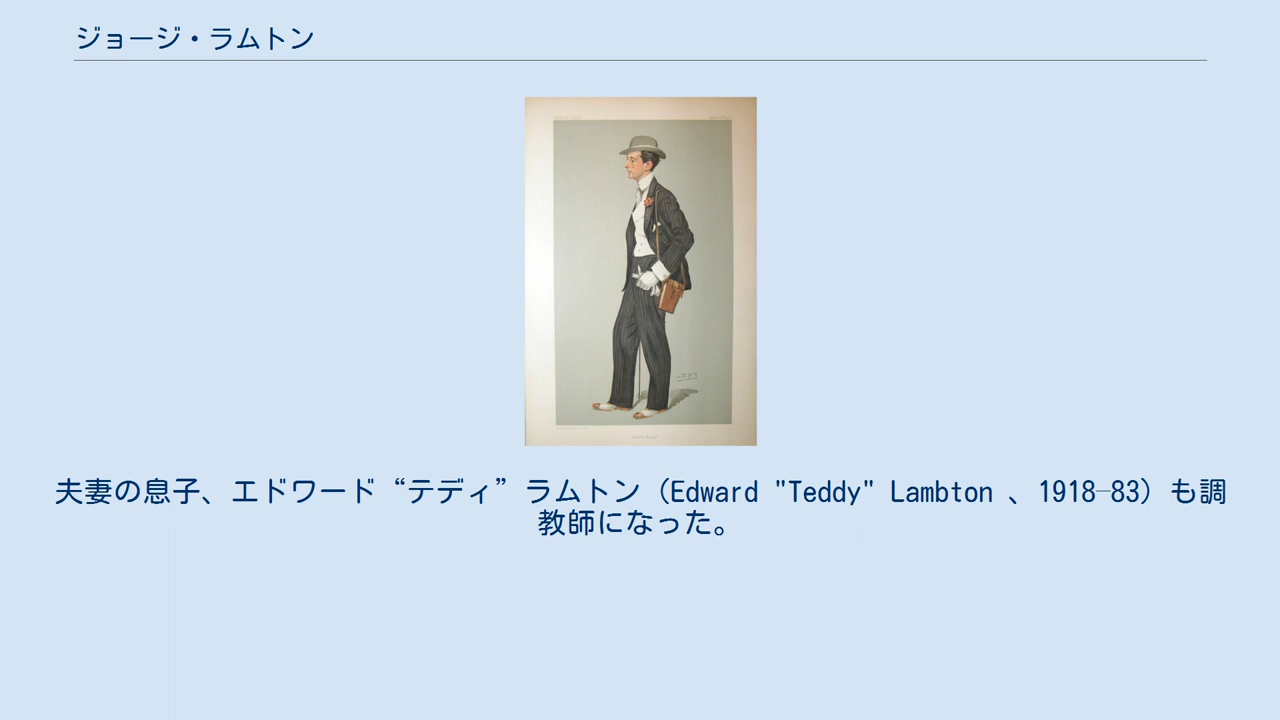 ジョージ・ラムトン
夫妻の息子、エドワード“テディ”ラムトン（Edward "Teddy" Lambton 、1918–83）も調
教師になった。